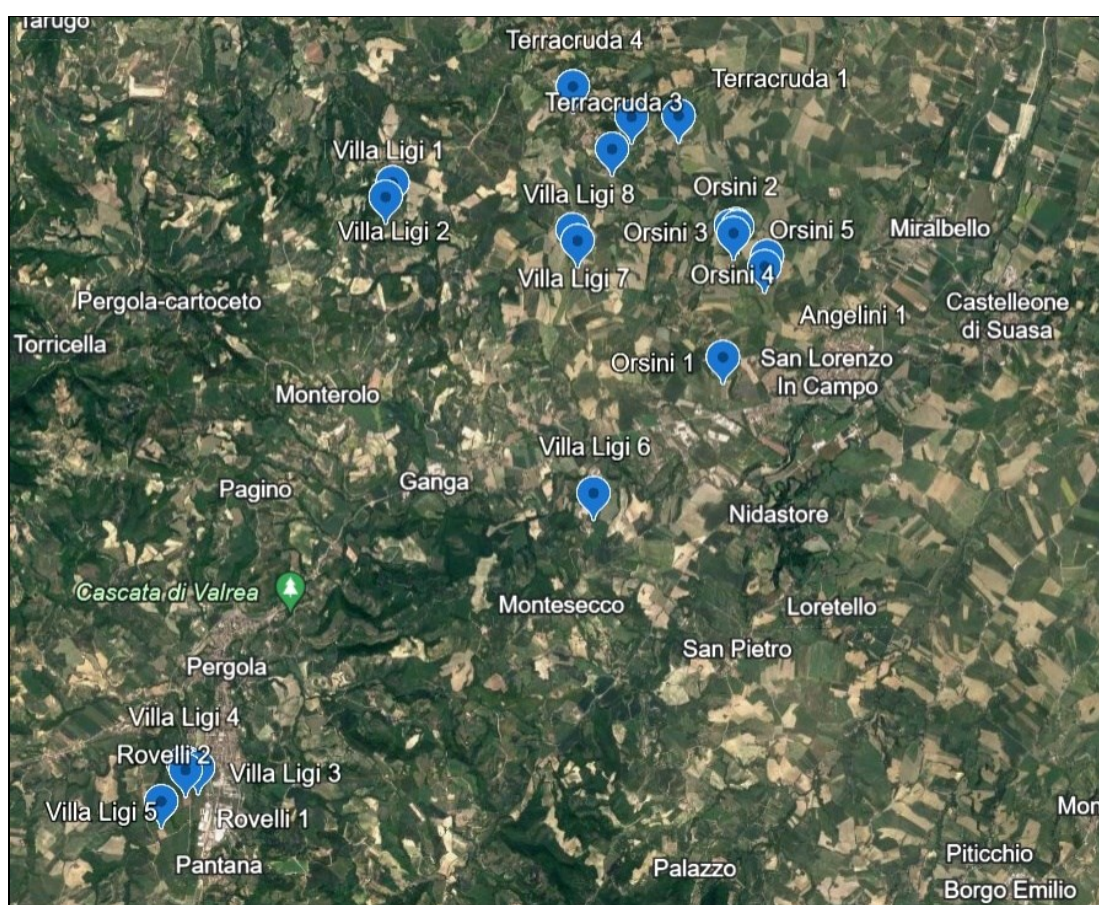 Tarugo
Terracruda 4
Terracruda 1
Terracruda 3
Villa Ligi 1
Villa Ligi 8
Orsini 2
Villa Ligi 2
Orsini 3
Orsini 5
Miralbello
Villa Ligi 7
Orsini 4
Pergola-cartoceto
Castelleone
di Suasa
Angelini 1
Torricella
Orsini 1
San Lorenzo
In Campo
Monterolo
Villa Ligi 6
Ganga
Pagino
Nidastore
Cascata di Valrea
Montesecco
Loretello
San Pietro
Pergola
Villa Ligi 4
Rovelli 2
Villa Ligi 3
Villa Ligi 5
Rovelli 1
Mon
Pantana
Palazzo
Piticchio
Borgo Emilio